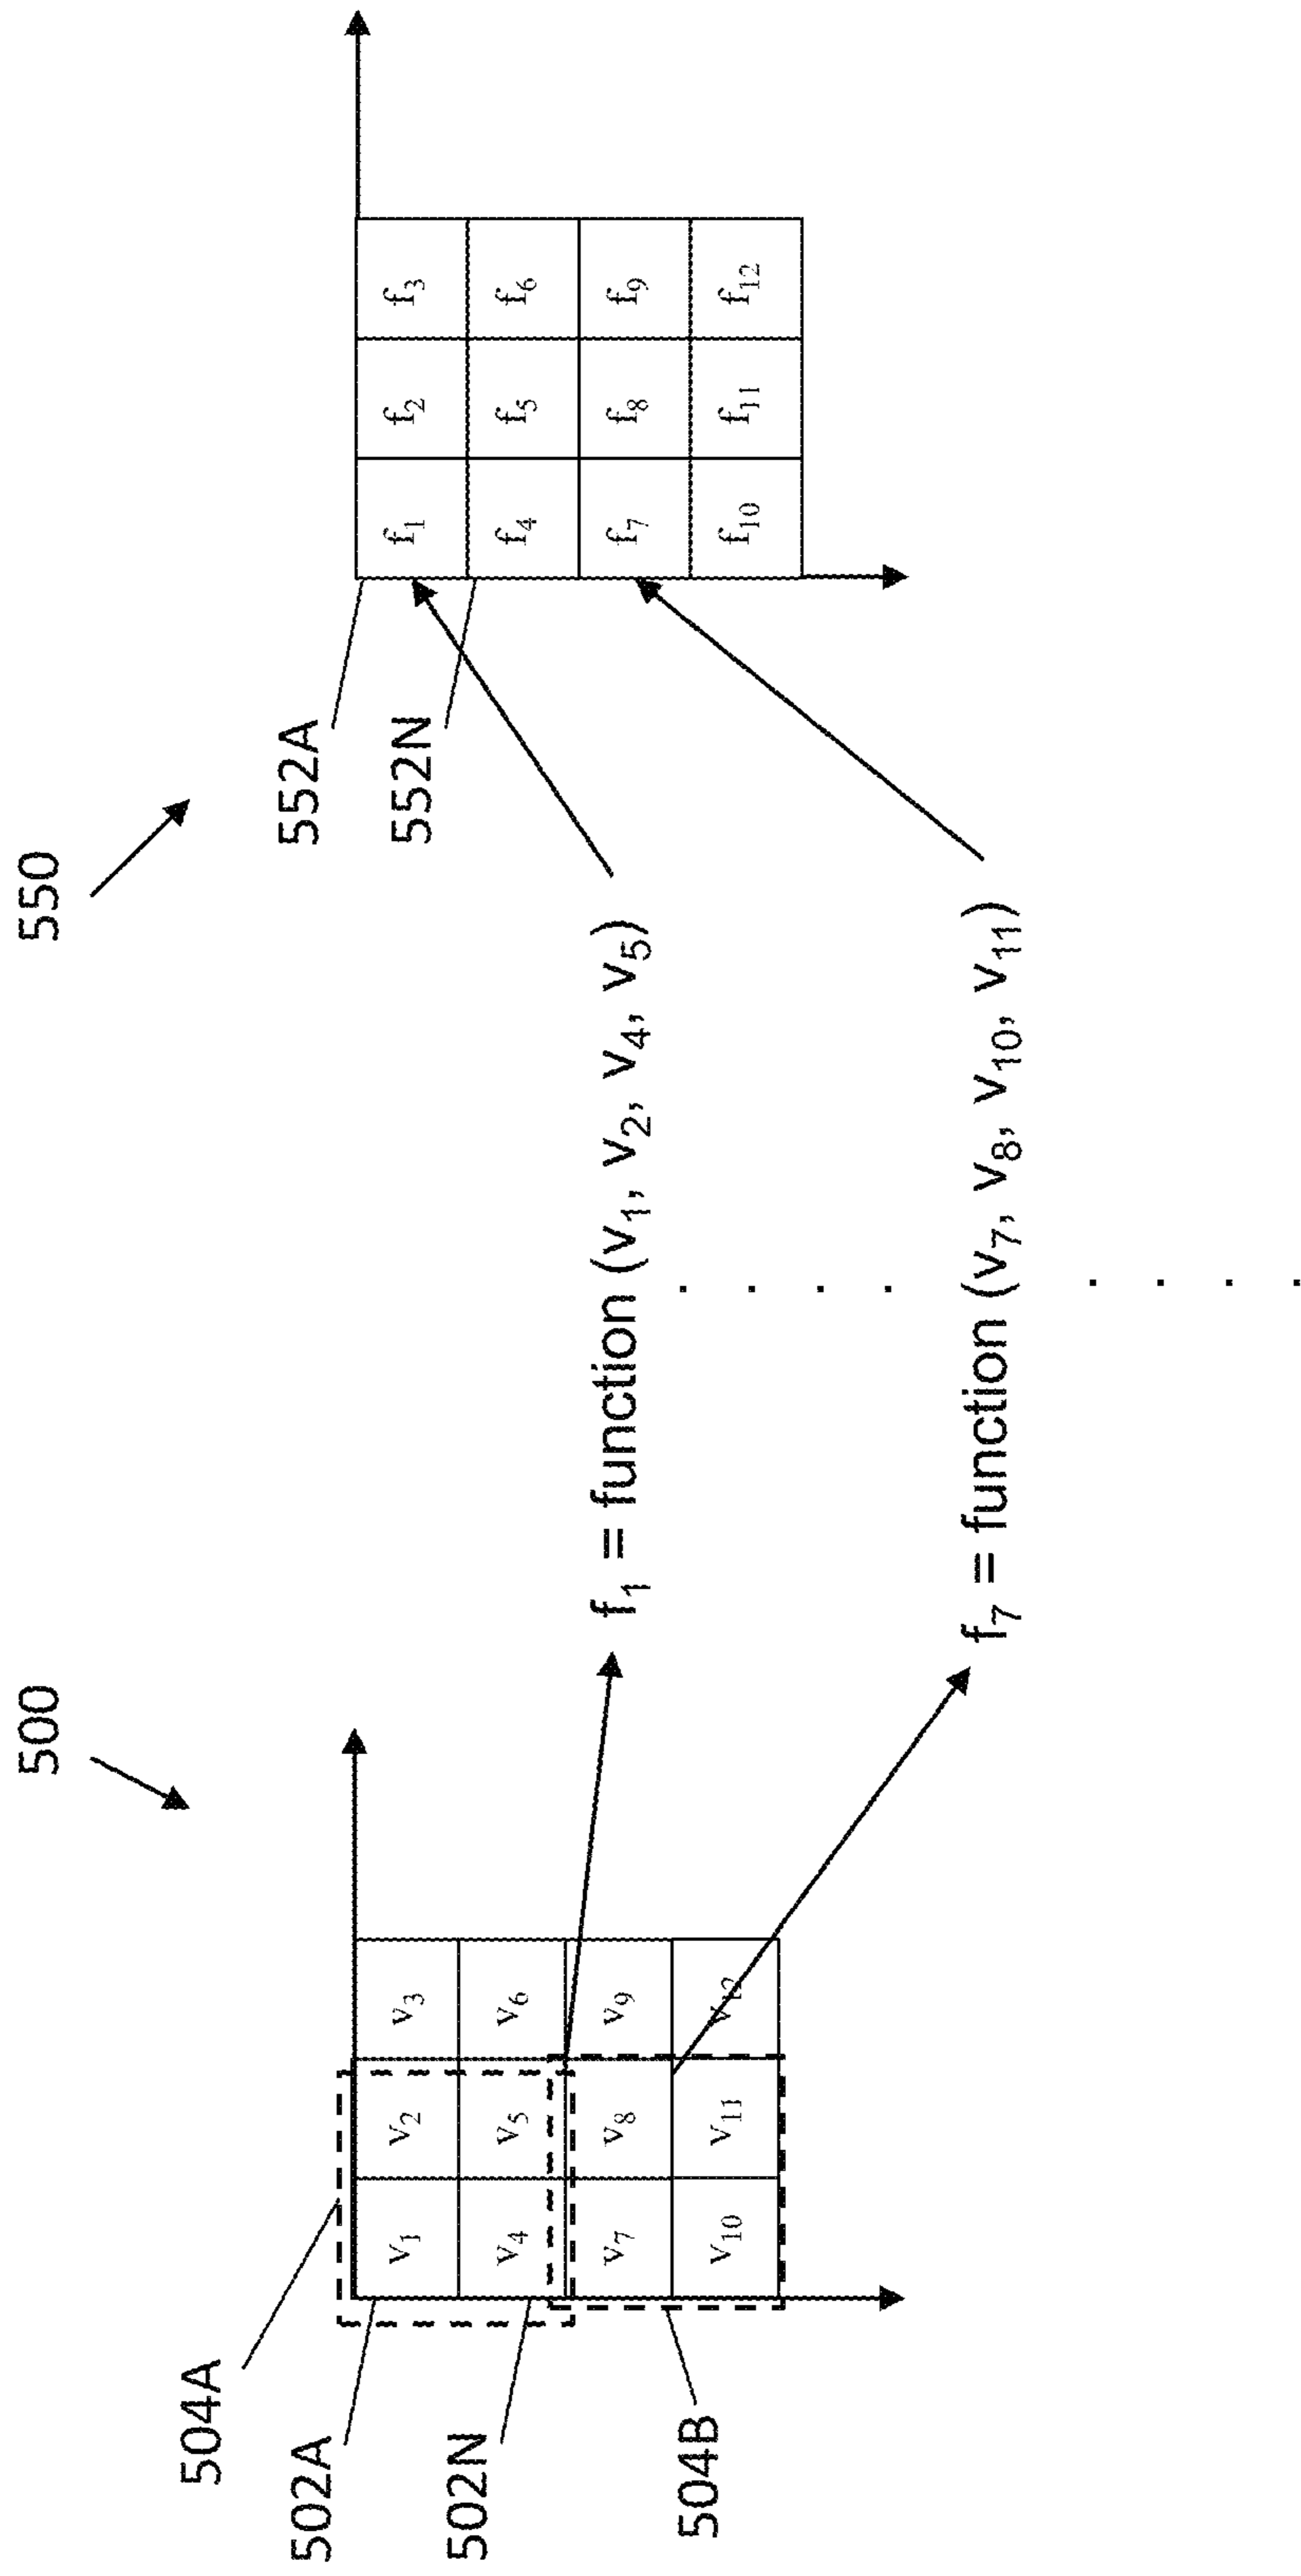 500
550
504A
502A
502N
504B
v1 v2 v3
v4 v5 v6
v7 v8 v9
v10 v11 v12
f1 = function (v1, v2, v4, v5)
f7 = function (v7, v8, v10, v11)
552A
552N
f1 f2 f3
f4 f5 f6
f7 f8 f9
f10 f11 f12